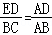 ED/BC = AD/AB